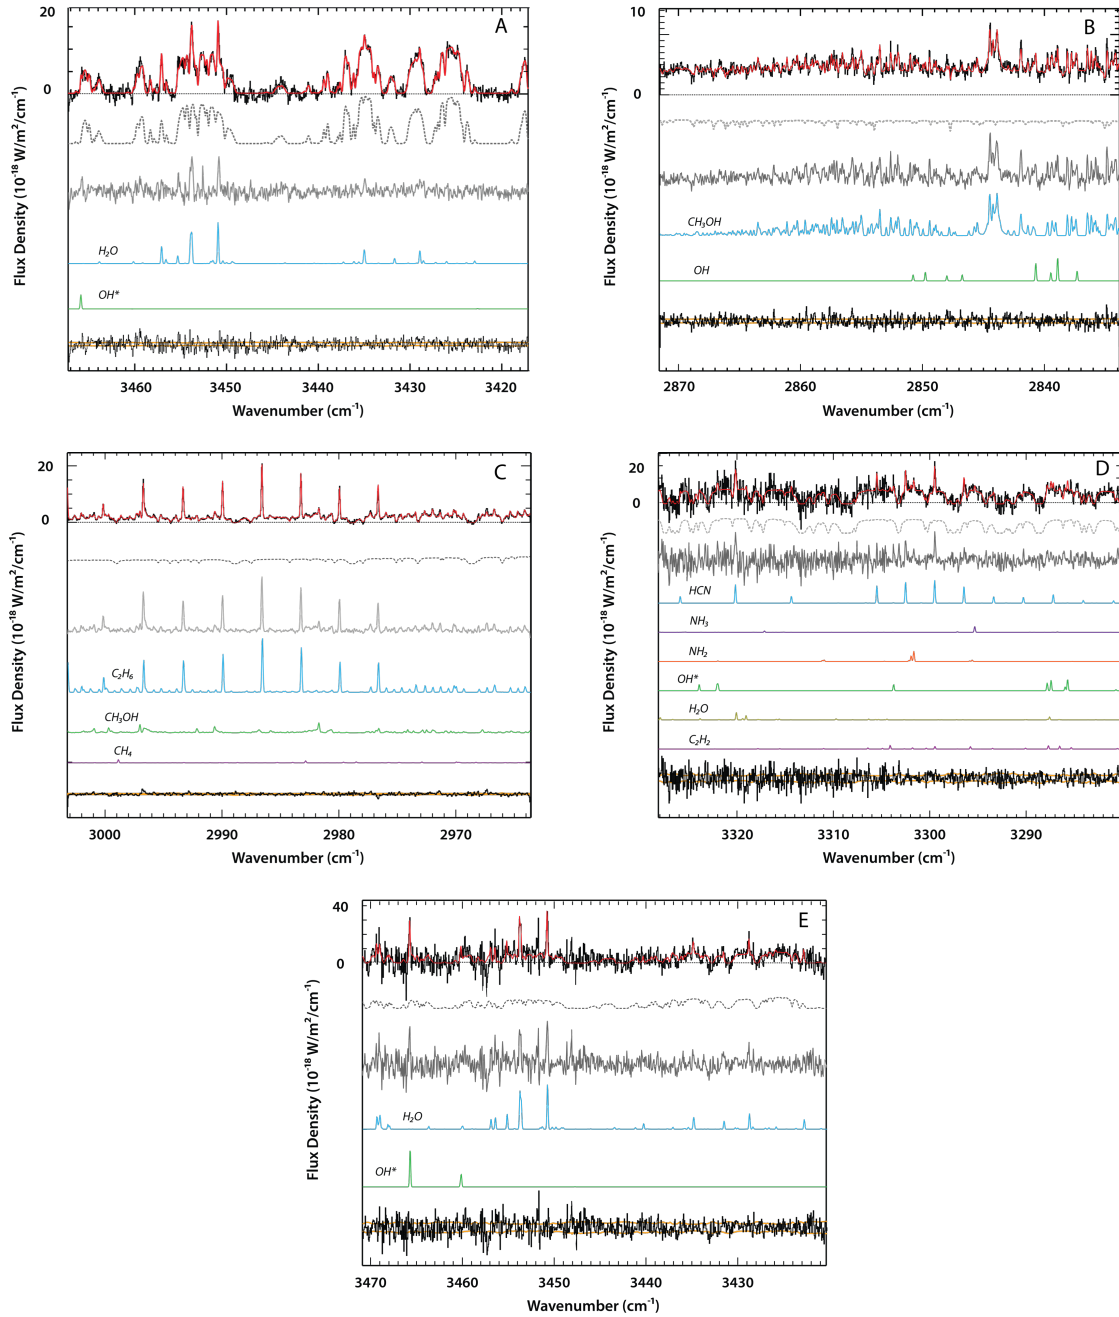 A
20
10
0
Flux Density (10⁻¹⁸ W/m²/cm⁻¹)
H₂O
OH*
3460 3450 3440 3430 3420
Wavenumber (cm⁻¹)
B
10
0
Flux Density (10⁻¹⁸ W/m²/cm⁻¹)
CH₃OH
OH
2870 2860 2850 2840
Wavenumber (cm⁻¹)
C
20
0
Flux Density (10⁻¹⁸ W/m²/cm⁻¹)
C₂H₆
CH₃OH
CH₄
3000 2990 2980 2970
Wavenumber (cm⁻¹)
D
20
0
Flux Density (10⁻¹⁸ W/m²/cm⁻¹)
HCN
NH₃
NH₂
OH*
H₂O
C₂H₂
3320 3310 3300 3290
Wavenumber (cm⁻¹)
E
40
0
Flux Density (10⁻¹⁸ W/m²/cm⁻¹)
H₂O
OH*
3470 3460 3450 3440 3430
Wavenumber (cm⁻¹)